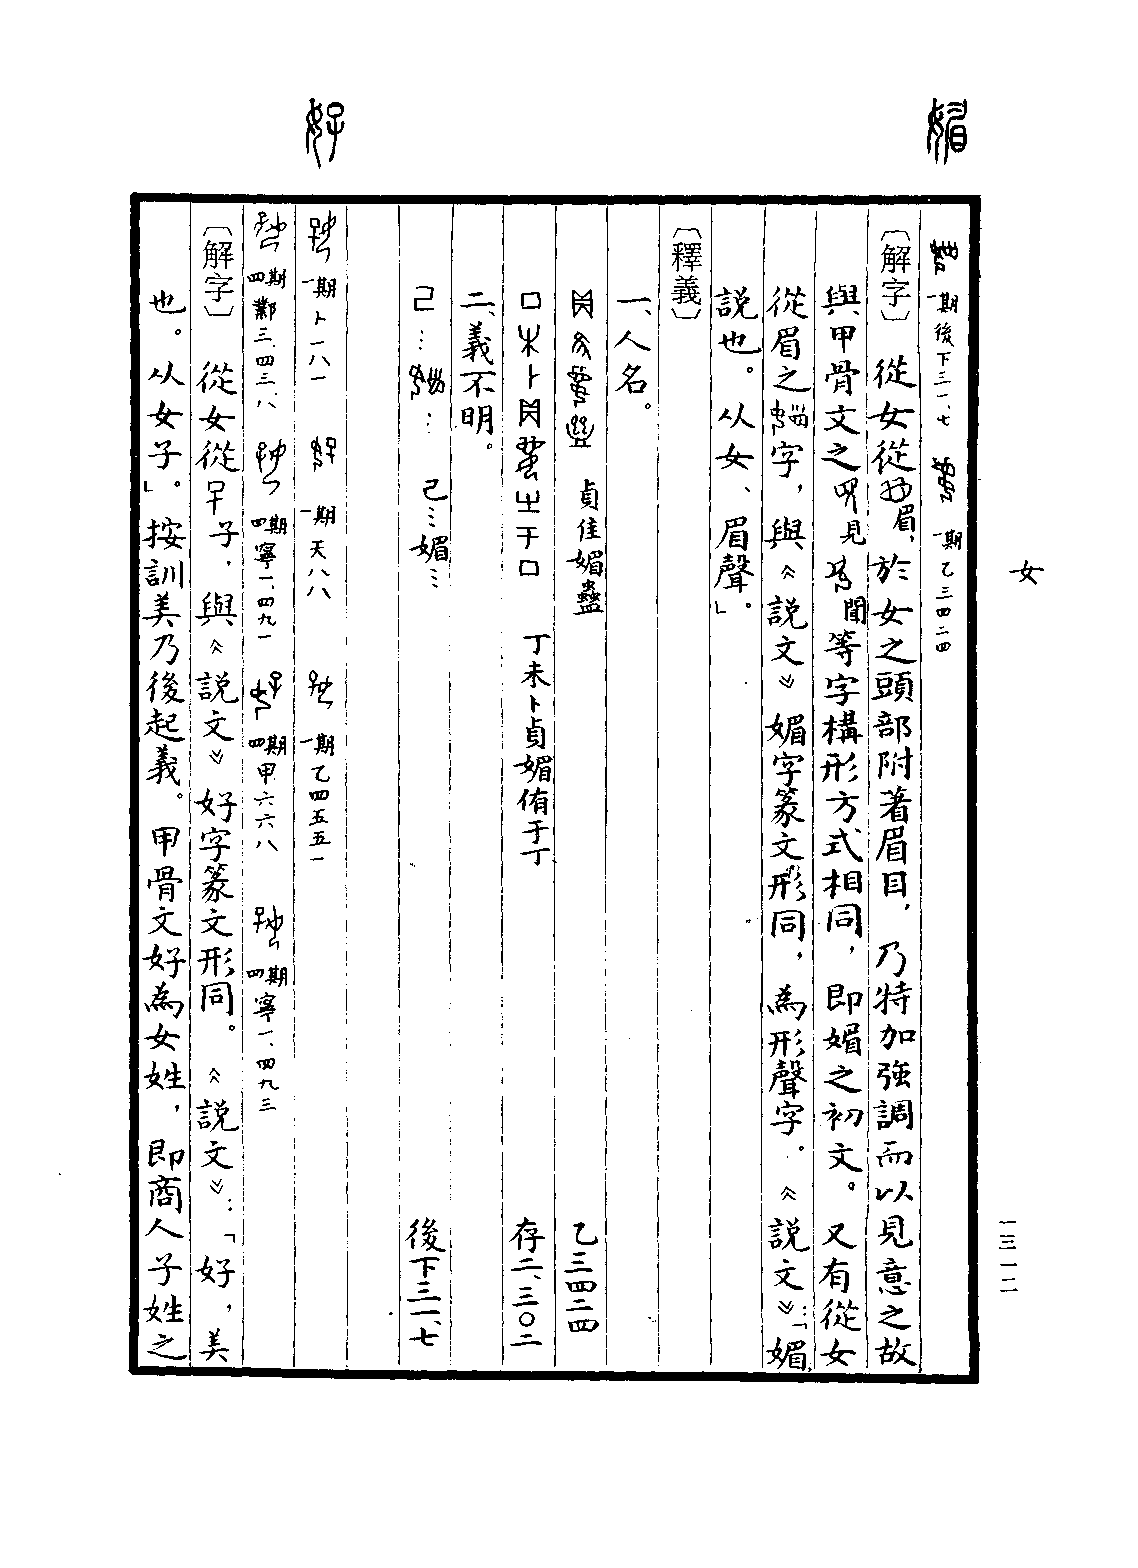 媚
女
一三一二
一期後下三一、七 一期乙三四二四
〔解字〕 從女從眉，於女之頭部附著眉目，乃特加強調而以見意之故
與甲骨文之見聞等字構形方式相同，即媚之初文。又有從女
從眉之字，與《說文》媚字篆文形同，為形聲字。《說文》：「媚
說也。从女、眉聲」。
〔釋義〕
一、人名。
貞隹媚蠱 乙三四二四
丁未卜貞媚侑于丁 存二、三〇二
二、義不明。
己…媚… 後下三一、七
好
一期卜一八一 一期天八八 一期乙四五五一
四期鄴三、四三、八 四期寧一、四九一 四期甲六六八 四期寧一、四九三
〔解字〕 從女從子，與《說文》好字篆文形同。《說文》：「好，美
也。从女子」。按訓美乃後起義。甲骨文好為女姓，即商人子姓之